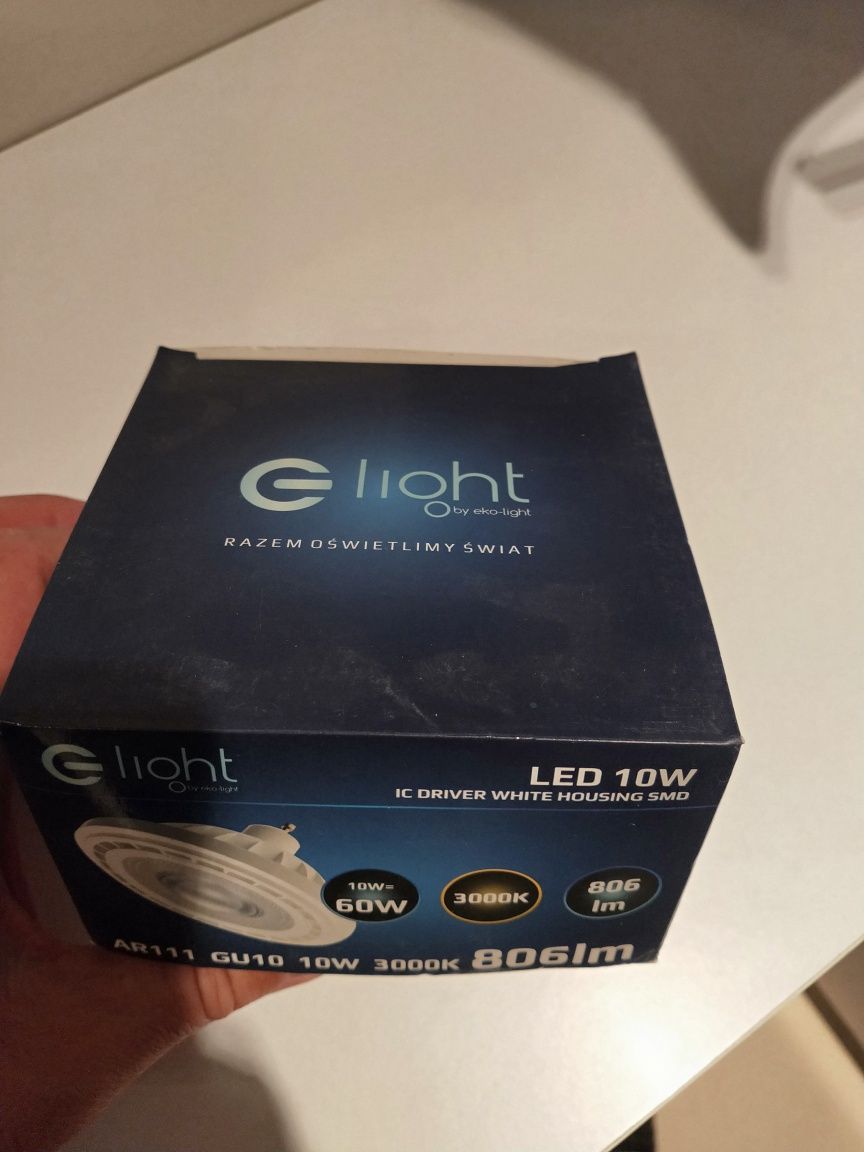 light
by eko-light
RAZEM OŚWIETLIMY ŚWIAT
light
by eko-light
LED 10W
IC DRIVER WHITE HOUSING SMD
10W=
60W
3000K
806
lm
AR111 GU10 10W 3000K 806lm